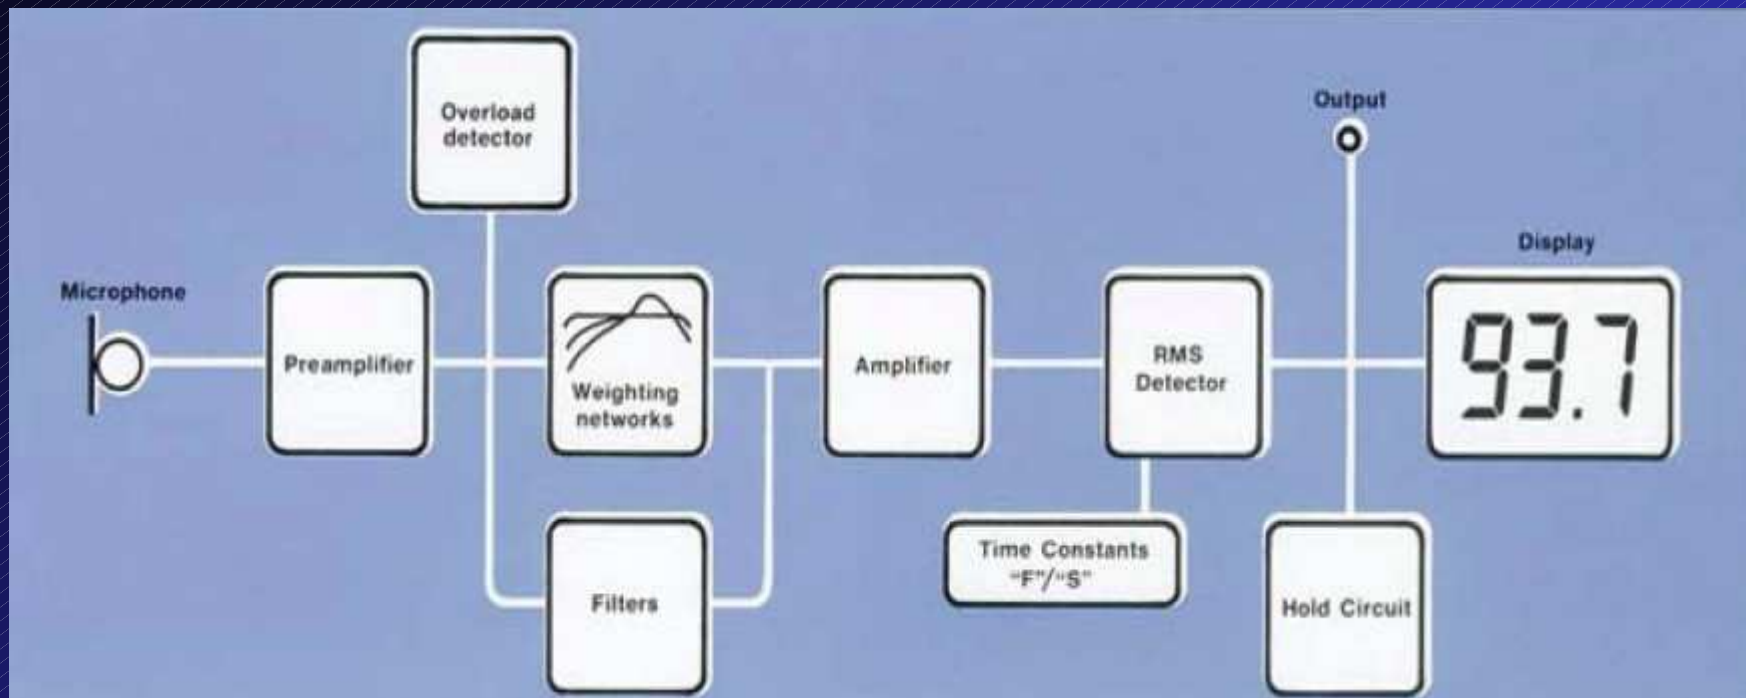 Overload
detector
Output
Display
Microphone
Preamplifier
Weighting
networks
Amplifier
RMS
Detector
93.7
Time Constants
"F"/"S"
Filters
Hold Circuit